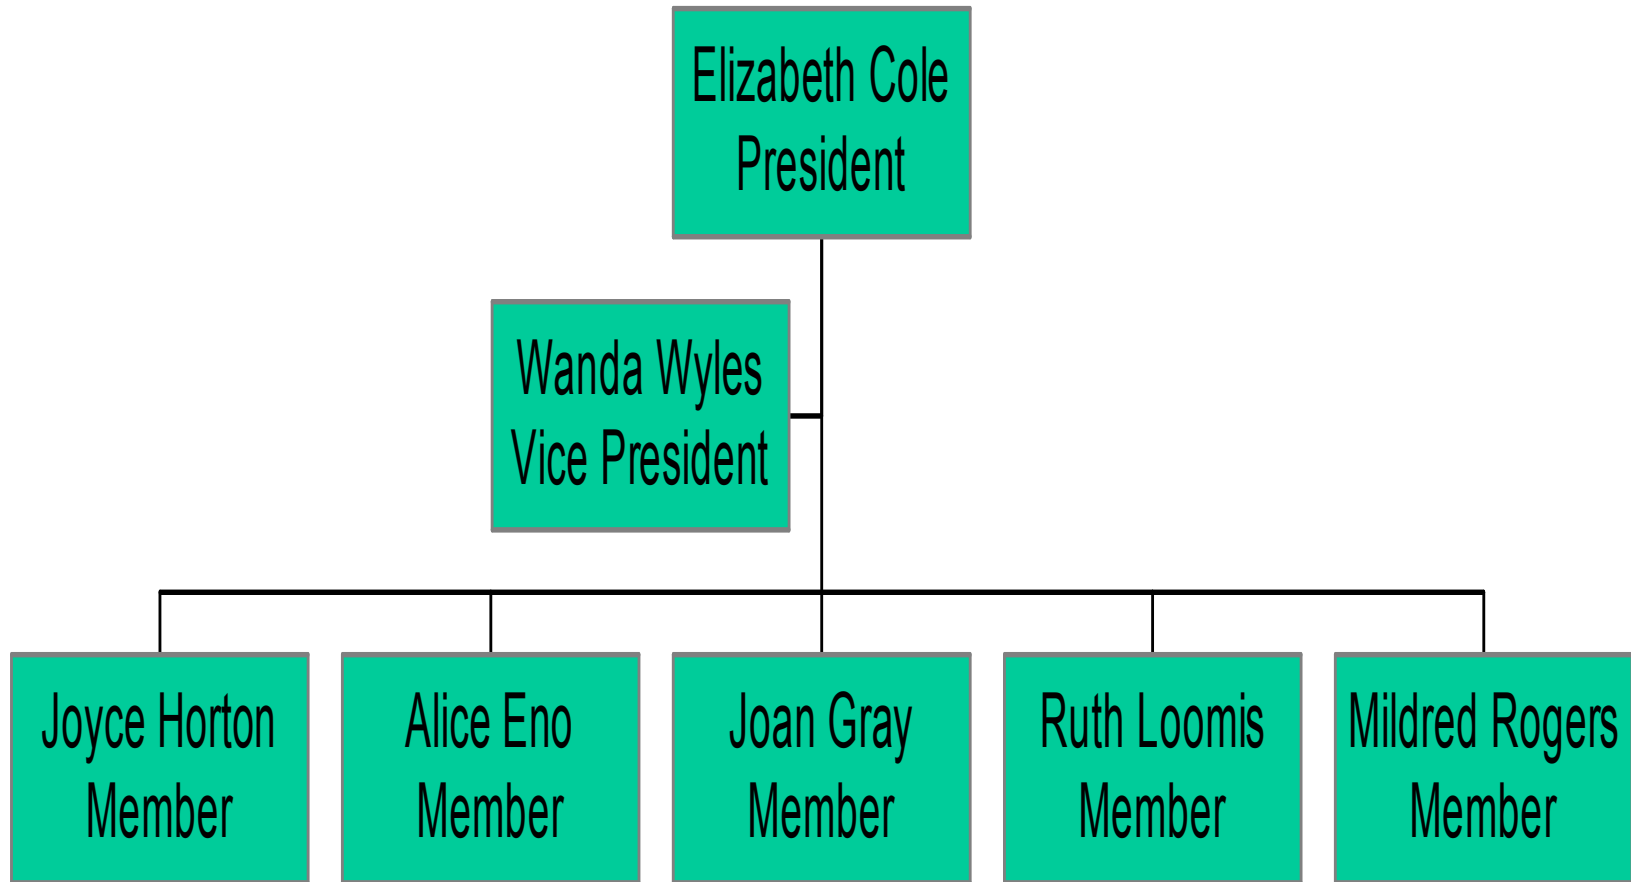 Elizabeth Cole
President
Wanda Wyles
Vice President
Joyce Horton
Member
Alice Eno
Member
Joan Gray
Member
Ruth Loomis
Member
Mildred Rogers
Member